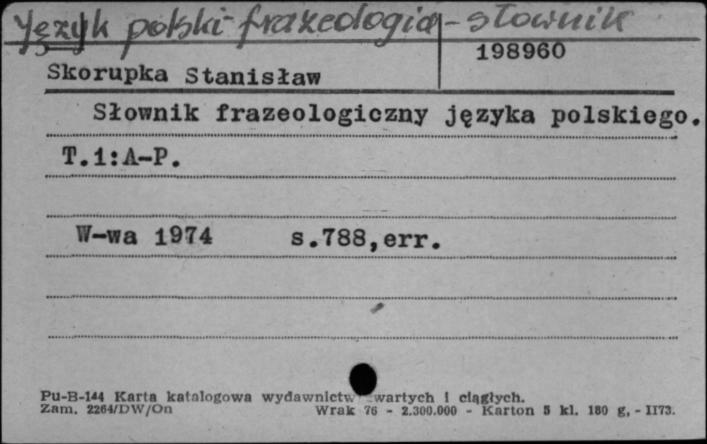 Język polski - frazeologia - słownik
198960
Skorupka Stanisław
Słownik frazeologiczny języka polskiego.
T.1:A-P.
W-wa 1974 s.788,err.
Pu-B-144 Karta katalogowa wydawnictw zwartych i ciągłych.
Zam. 2264/DW/On Wrak 76 - 2.300.000 - Karton 5 kl. 180 g, - II73.